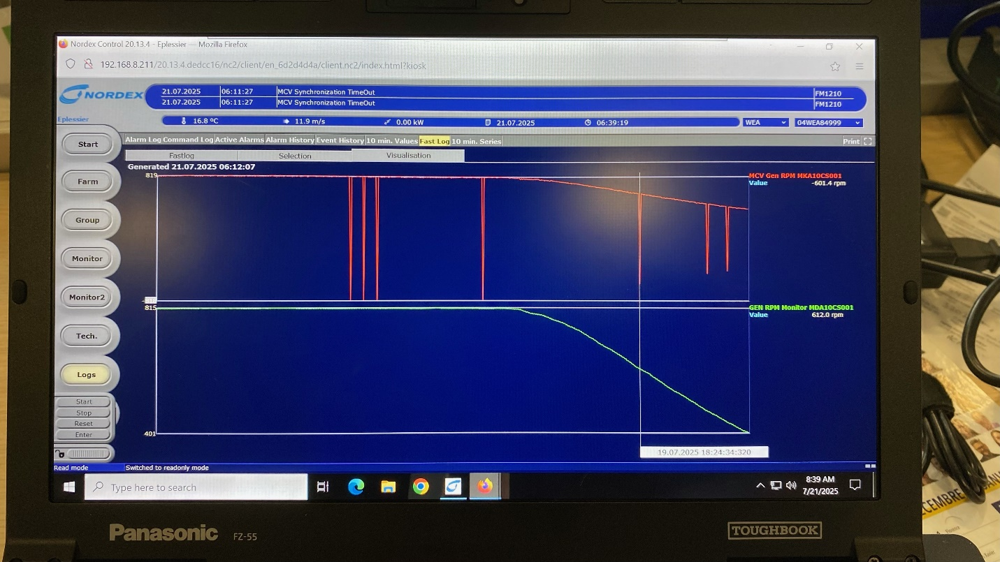 Nordex Control 20.13.4 - Eplessier — Mozilla Firefox
192.168.8.211/20.13.4.dedcc16/nc2/client/en_6d2d4d4a/client.nc2/index.html?kiosk
NORDEX
21.07.2025 06:11:27 MCV Synchronization TimeOut FM1210
21.07.2025 06:11:27 MCV Synchronization TimeOut FM1210
Eplessier
16.8 ºC 11.9 m/s 0.00 kW 21.07.2025 06:39:19 WEA 04WEA84999
Alarm Log Command Log Active Alarms Alarm History Event History 10 min. Values Fast Log 10 min. Series Print
Fastlog Selection Visualisation
Generated 21.07.2025 06:12:07
819
MCV Gen RPM MKA10CS001
Value -601.4 rpm
815
GEN RPM Monitor MDA10CS001
Value 612.0 rpm
401
19.07.2025 18:24:34:320
Start
Farm
Group
Monitor
Monitor2
Tech.
Logs
Start
Stop
Reset
Enter
Read mode Switched to readonly mode
Type here to search
8:39 AM
7/21/2025
Panasonic FZ-55
TOUGHBOOK